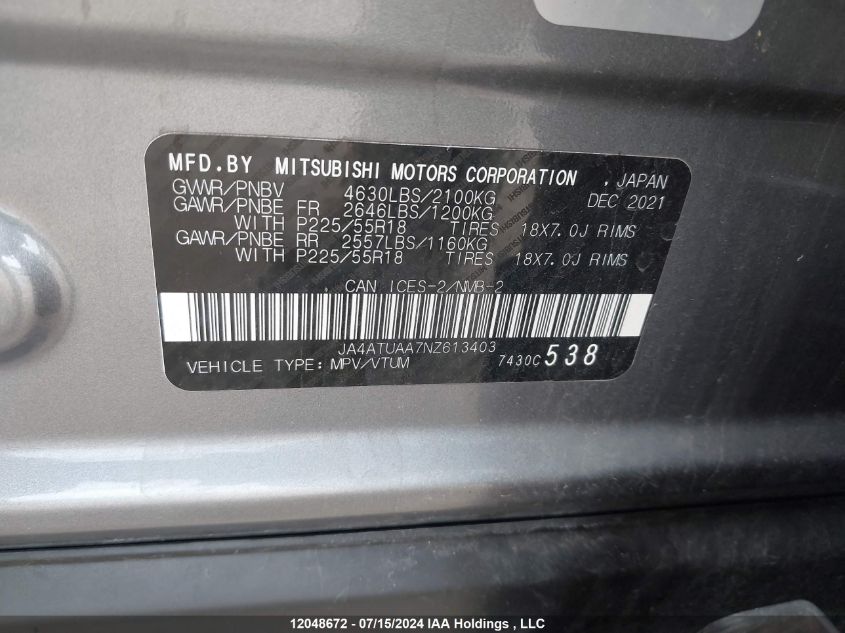 MFD.BY MITSUBISHI MOTORS CORPORATION , JAPAN
GVWR/PNBV 4630LBS/2100KG DEC 2021
GAWR/PNBE FR 2646LBS/1200KG
WITH P225/55R18 TIRES 18X7.0J RIMS
GAWR/PNBE RR 2557LBS/1160KG
WITH P225/55R18 TIRES 18X7.0J RIMS
CAN ICES-2/NMB-2
JA4ATUAA7NZ613403
VEHICLE TYPE: MPV/VTUM 7430C 538
12048672 - 07/15/2024 IAA Holdings , LLC